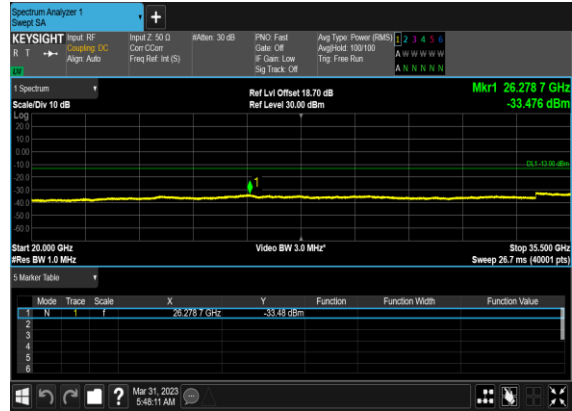 Spectrum Analyzer 1
Swept SA
KEYSIGHT Input: RF Input Z: 50 Ω #Atten: 30 dB PNO: Fast Avg Type: Power (RMS) 1 2 3 4 5 6
R T Coupling: DC Corr CCorr Gate: Off Avg|Hold: 100/100 A W W W W W
Align: Auto Freq Ref: Int (S) IF Gain: Low Trig: Free Run
Sig Track: Off A N N N N N
1 Spectrum Ref Lvl Offset 18.70 dB Mkr1 26.278 7 GHz
Scale/Div 10 dB Ref Level 30.00 dBm -33.476 dBm
Log
20.0
10.0
0.00
-10.0
DL1 -13.00 dBm
-20.0
1
-30.0
-40.0
-50.0
-60.0
Start 20.000 GHz Video BW 3.0 MHz* Stop 35.500 GHz
#Res BW 1.0 MHz Sweep 26.7 ms (40001 pts)
5 Marker Table
Mode Trace Scale X Y Function Function Width Function Value
1 N 1 f 26.278 7 GHz -33.48 dBm
2
3
4
5
6
Mar 31, 2023
5:48:11 AM